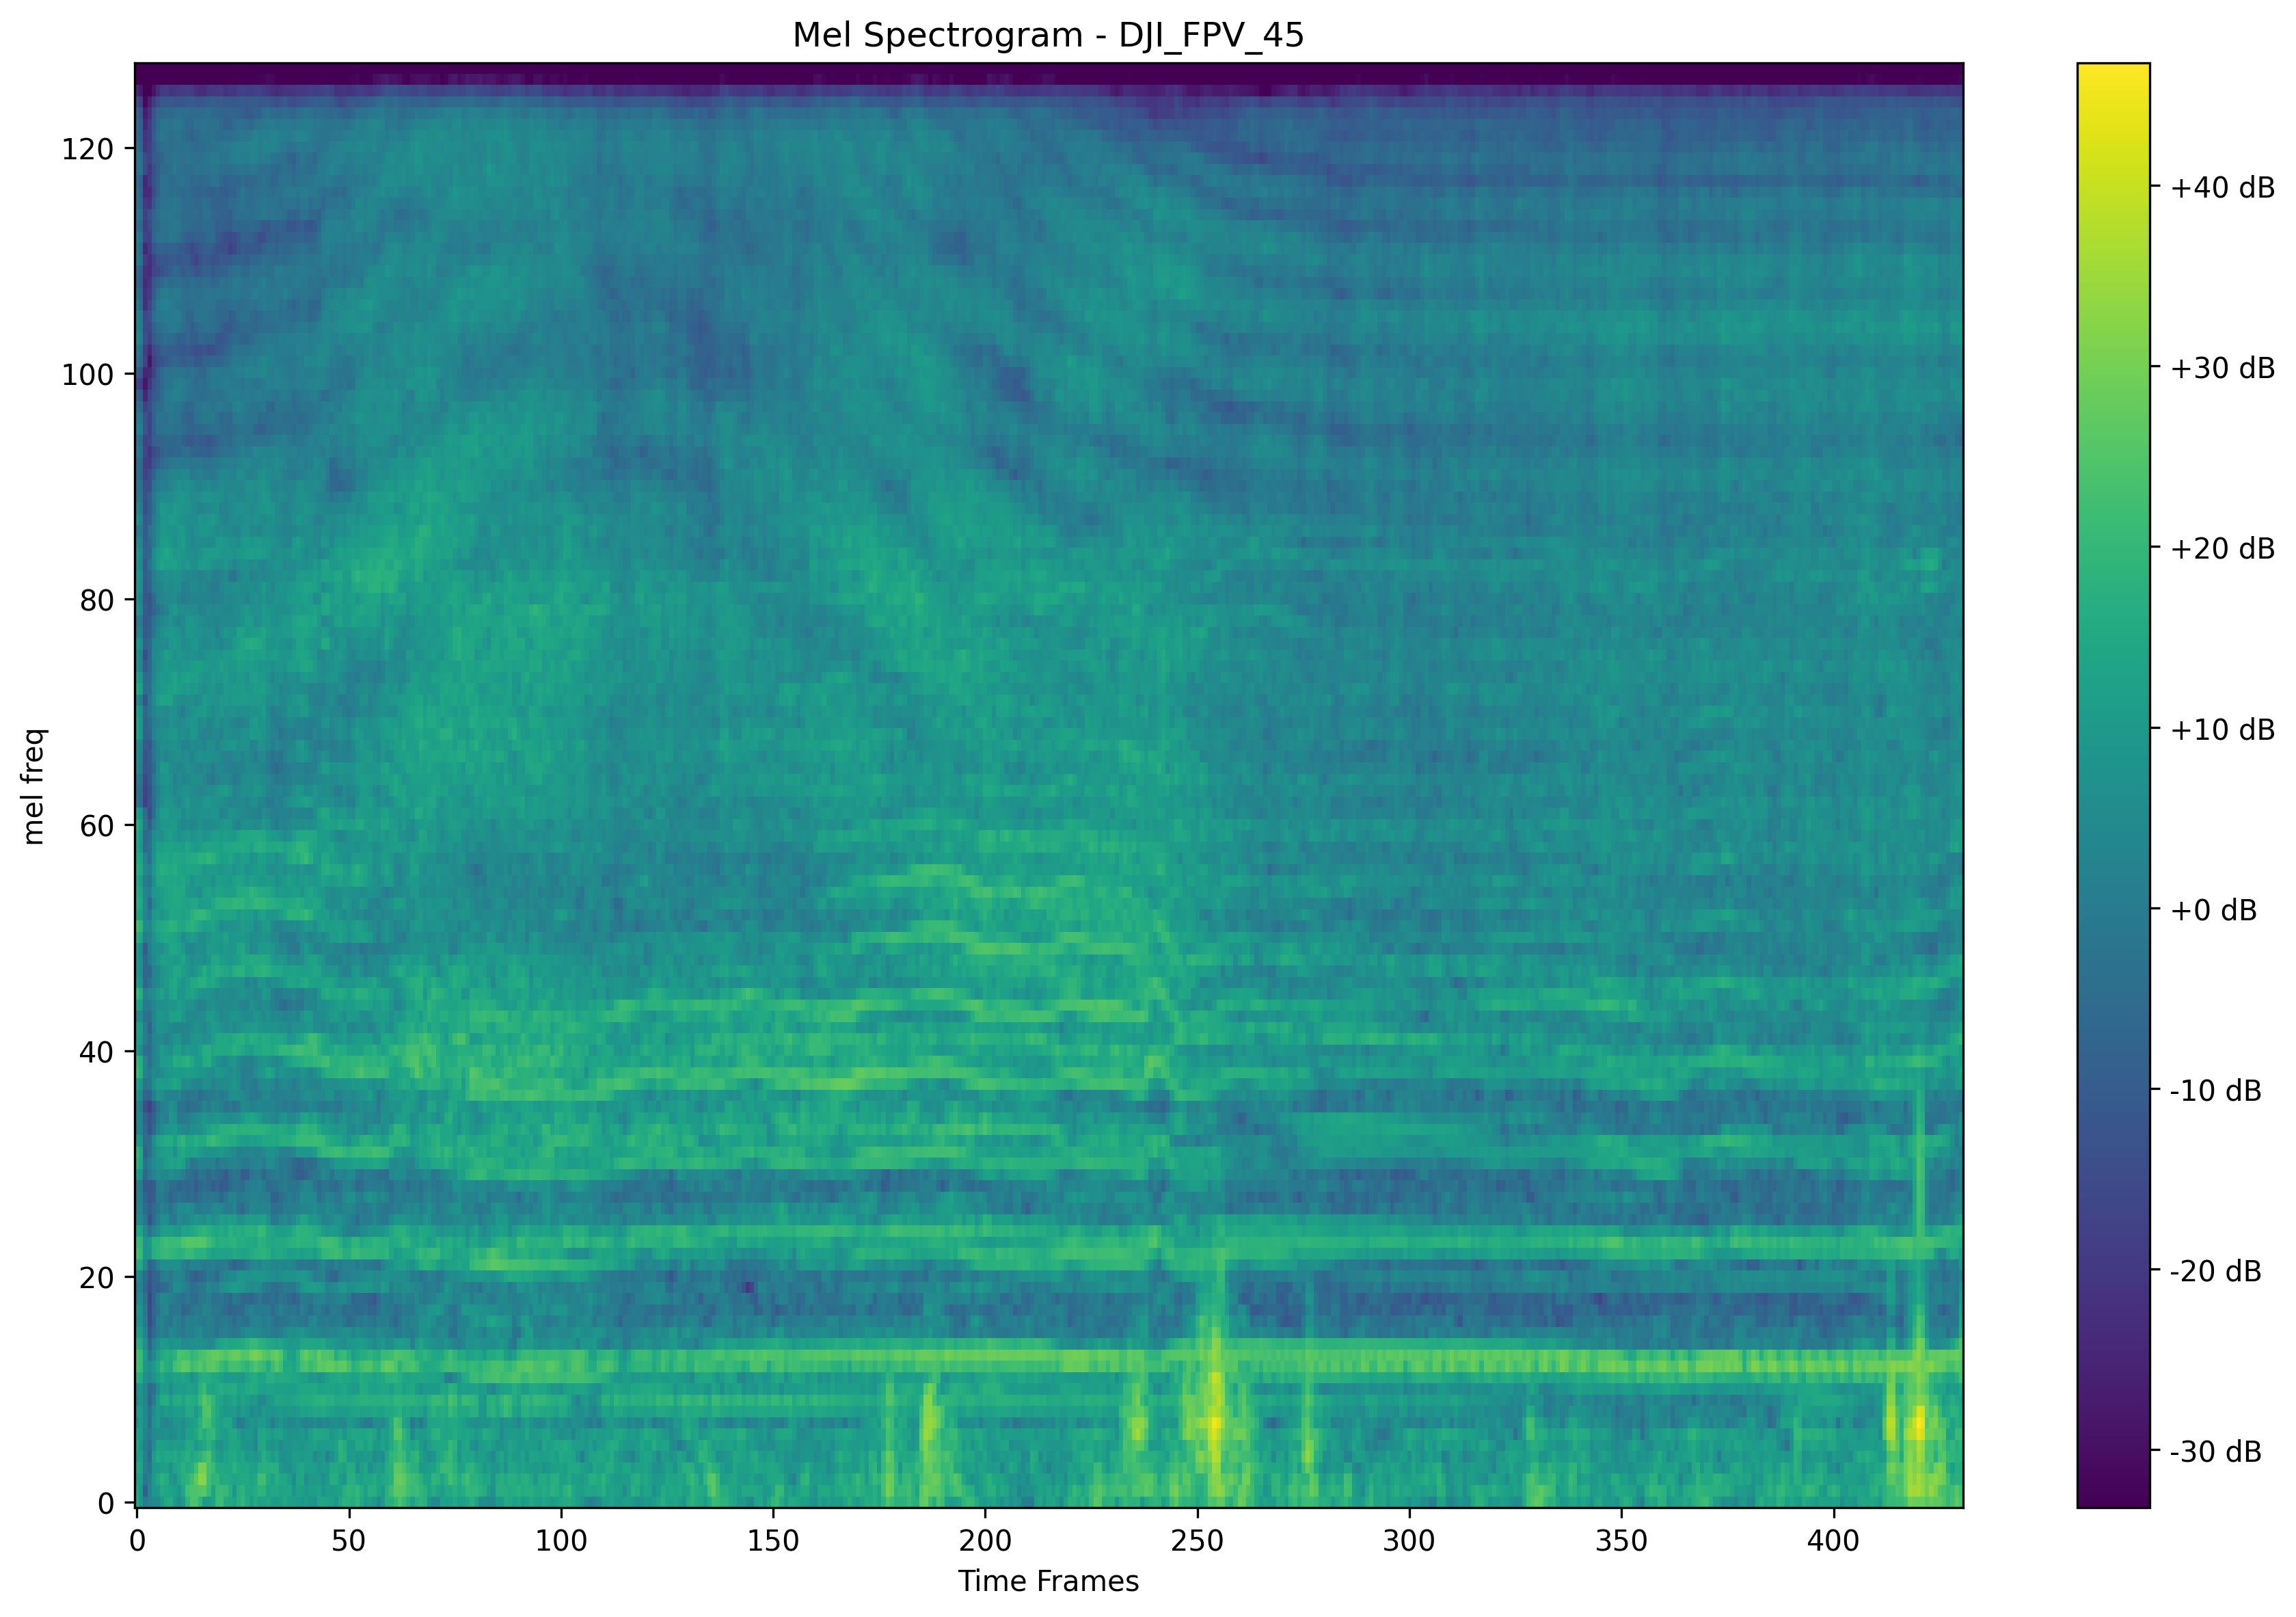 Mel Spectrogram - DJI_FPV_45
mel freq
120
100
80
60
40
20
0
0 50 100 150 200 250 300 350 400
Time Frames
+40 dB
+30 dB
+20 dB
+10 dB
+0 dB
-10 dB
-20 dB
-30 dB